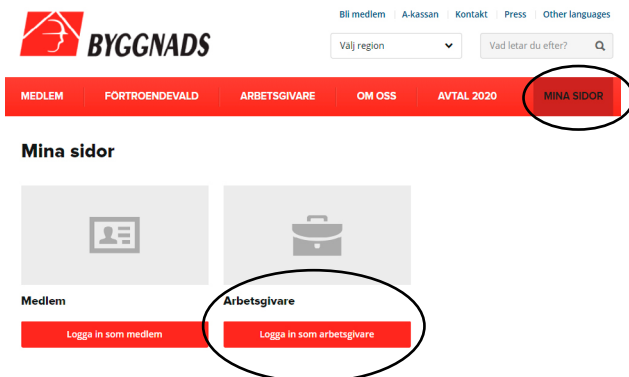 Bli medlem A-kassan Kontakt Press Other languages
BYGGNADS
Välj region Vad letar du efter?
MEDLEM FÖRTROENDEVALD ARBETSGIVARE OM OSS AVTAL 2020 MINA SIDOR
Mina sidor
Medlem Arbetsgivare
Logga in som medlem Logga in som arbetsgivare